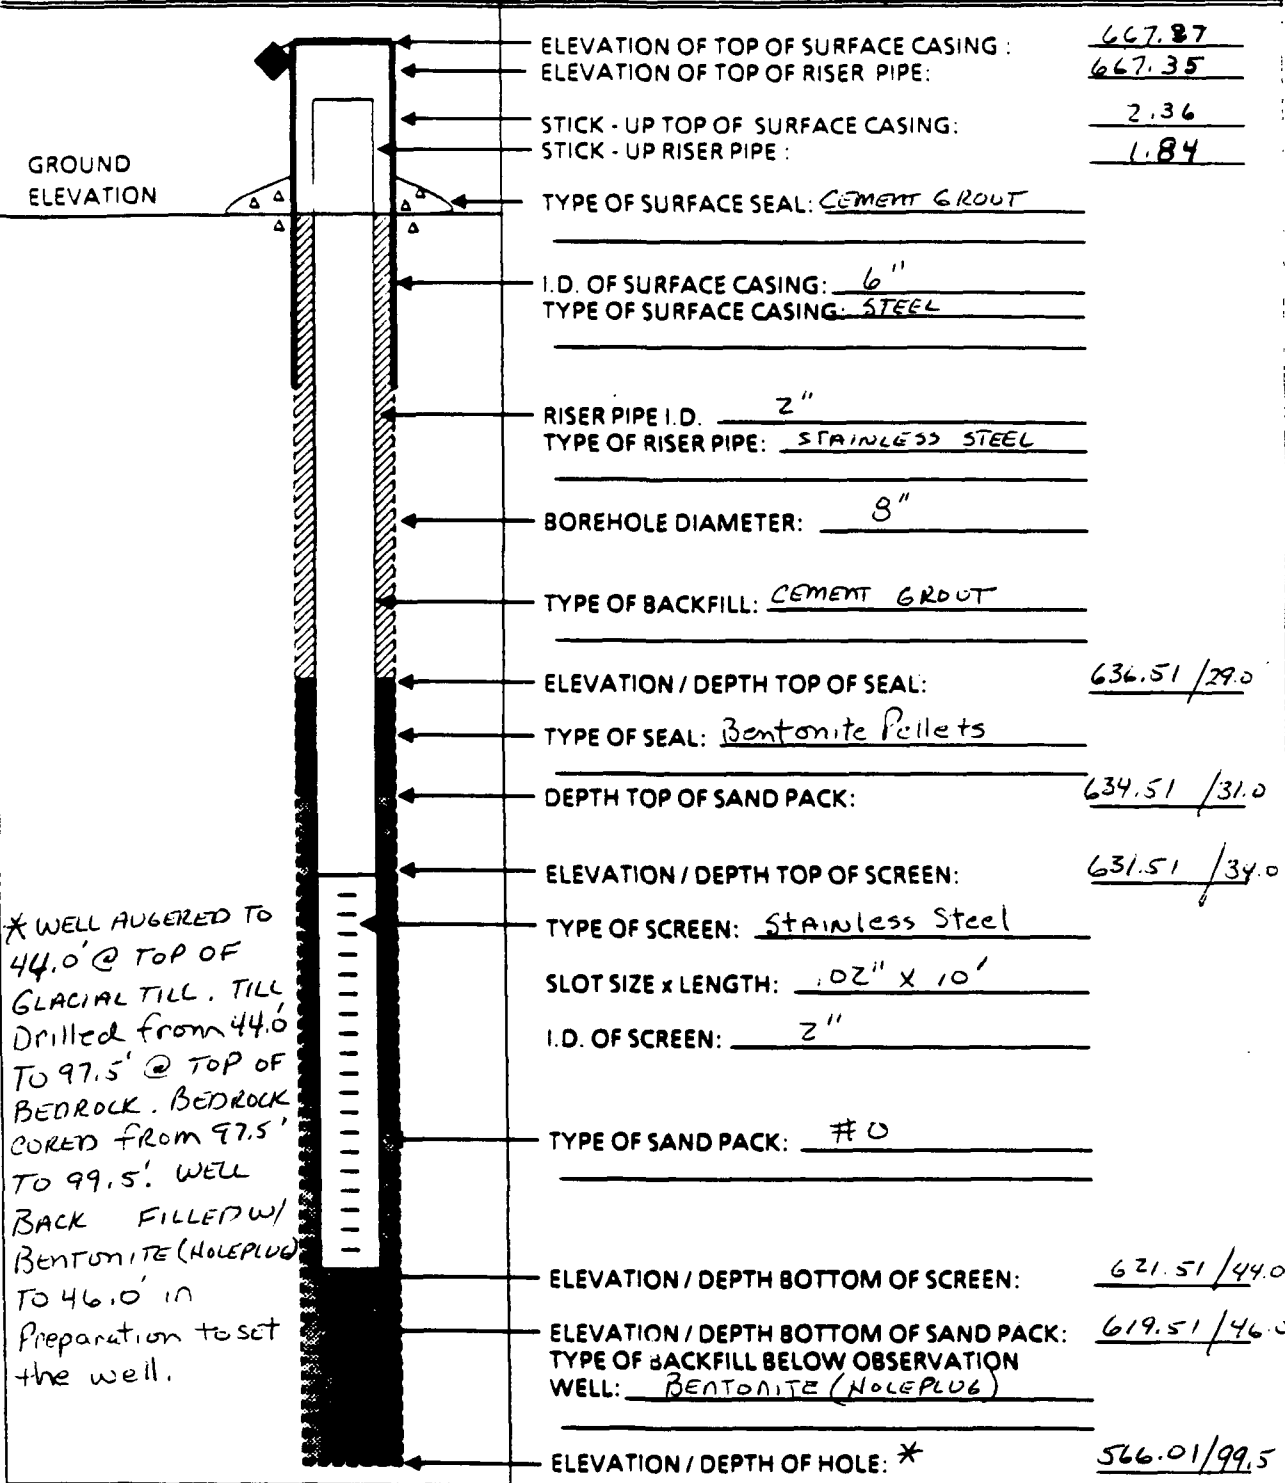 ELEVATION OF TOP OF SURFACE CASING : 667.87
ELEVATION OF TOP OF RISER PIPE: 667.35
STICK - UP TOP OF SURFACE CASING: 2.36
STICK - UP RISER PIPE : 1.84
GROUND
ELEVATION
TYPE OF SURFACE SEAL: CEMENT GROUT
I.D. OF SURFACE CASING: 6"
TYPE OF SURFACE CASING: STEEL
RISER PIPE I.D. 2"
TYPE OF RISER PIPE: STAINLESS STEEL
BOREHOLE DIAMETER: 8"
TYPE OF BACKFILL: CEMENT GROUT
ELEVATION / DEPTH TOP OF SEAL: 636.51 /29.0
TYPE OF SEAL: Bentonite Pellets
DEPTH TOP OF SAND PACK: 634.51 /31.0
ELEVATION / DEPTH TOP OF SCREEN: 631.51 /34.0
TYPE OF SCREEN: Stainless Steel
SLOT SIZE x LENGTH: .02" X 10'
I.D. OF SCREEN: 2"
TYPE OF SAND PACK: #0
ELEVATION / DEPTH BOTTOM OF SCREEN: 621.51 /44.0
ELEVATION / DEPTH BOTTOM OF SAND PACK: 619.51 /46.0
TYPE OF BACKFILL BELOW OBSERVATION
WELL: BENTONITE (HOLEPLUG)
ELEVATION / DEPTH OF HOLE: * 566.01/99.5
* WELL AUGERED TO
44.0' @ TOP OF
GLACIAL TILL. TILL
Drilled from 44.0'
TO 97.5' @ TOP OF
BEDROCK. BEDROCK
CORED FROM 97.5'
TO 99.5'. WELL
BACK FILLED W/
BENTONITE (HOLEPLUG)
TO 46.0' in
Preparation to set
the well.